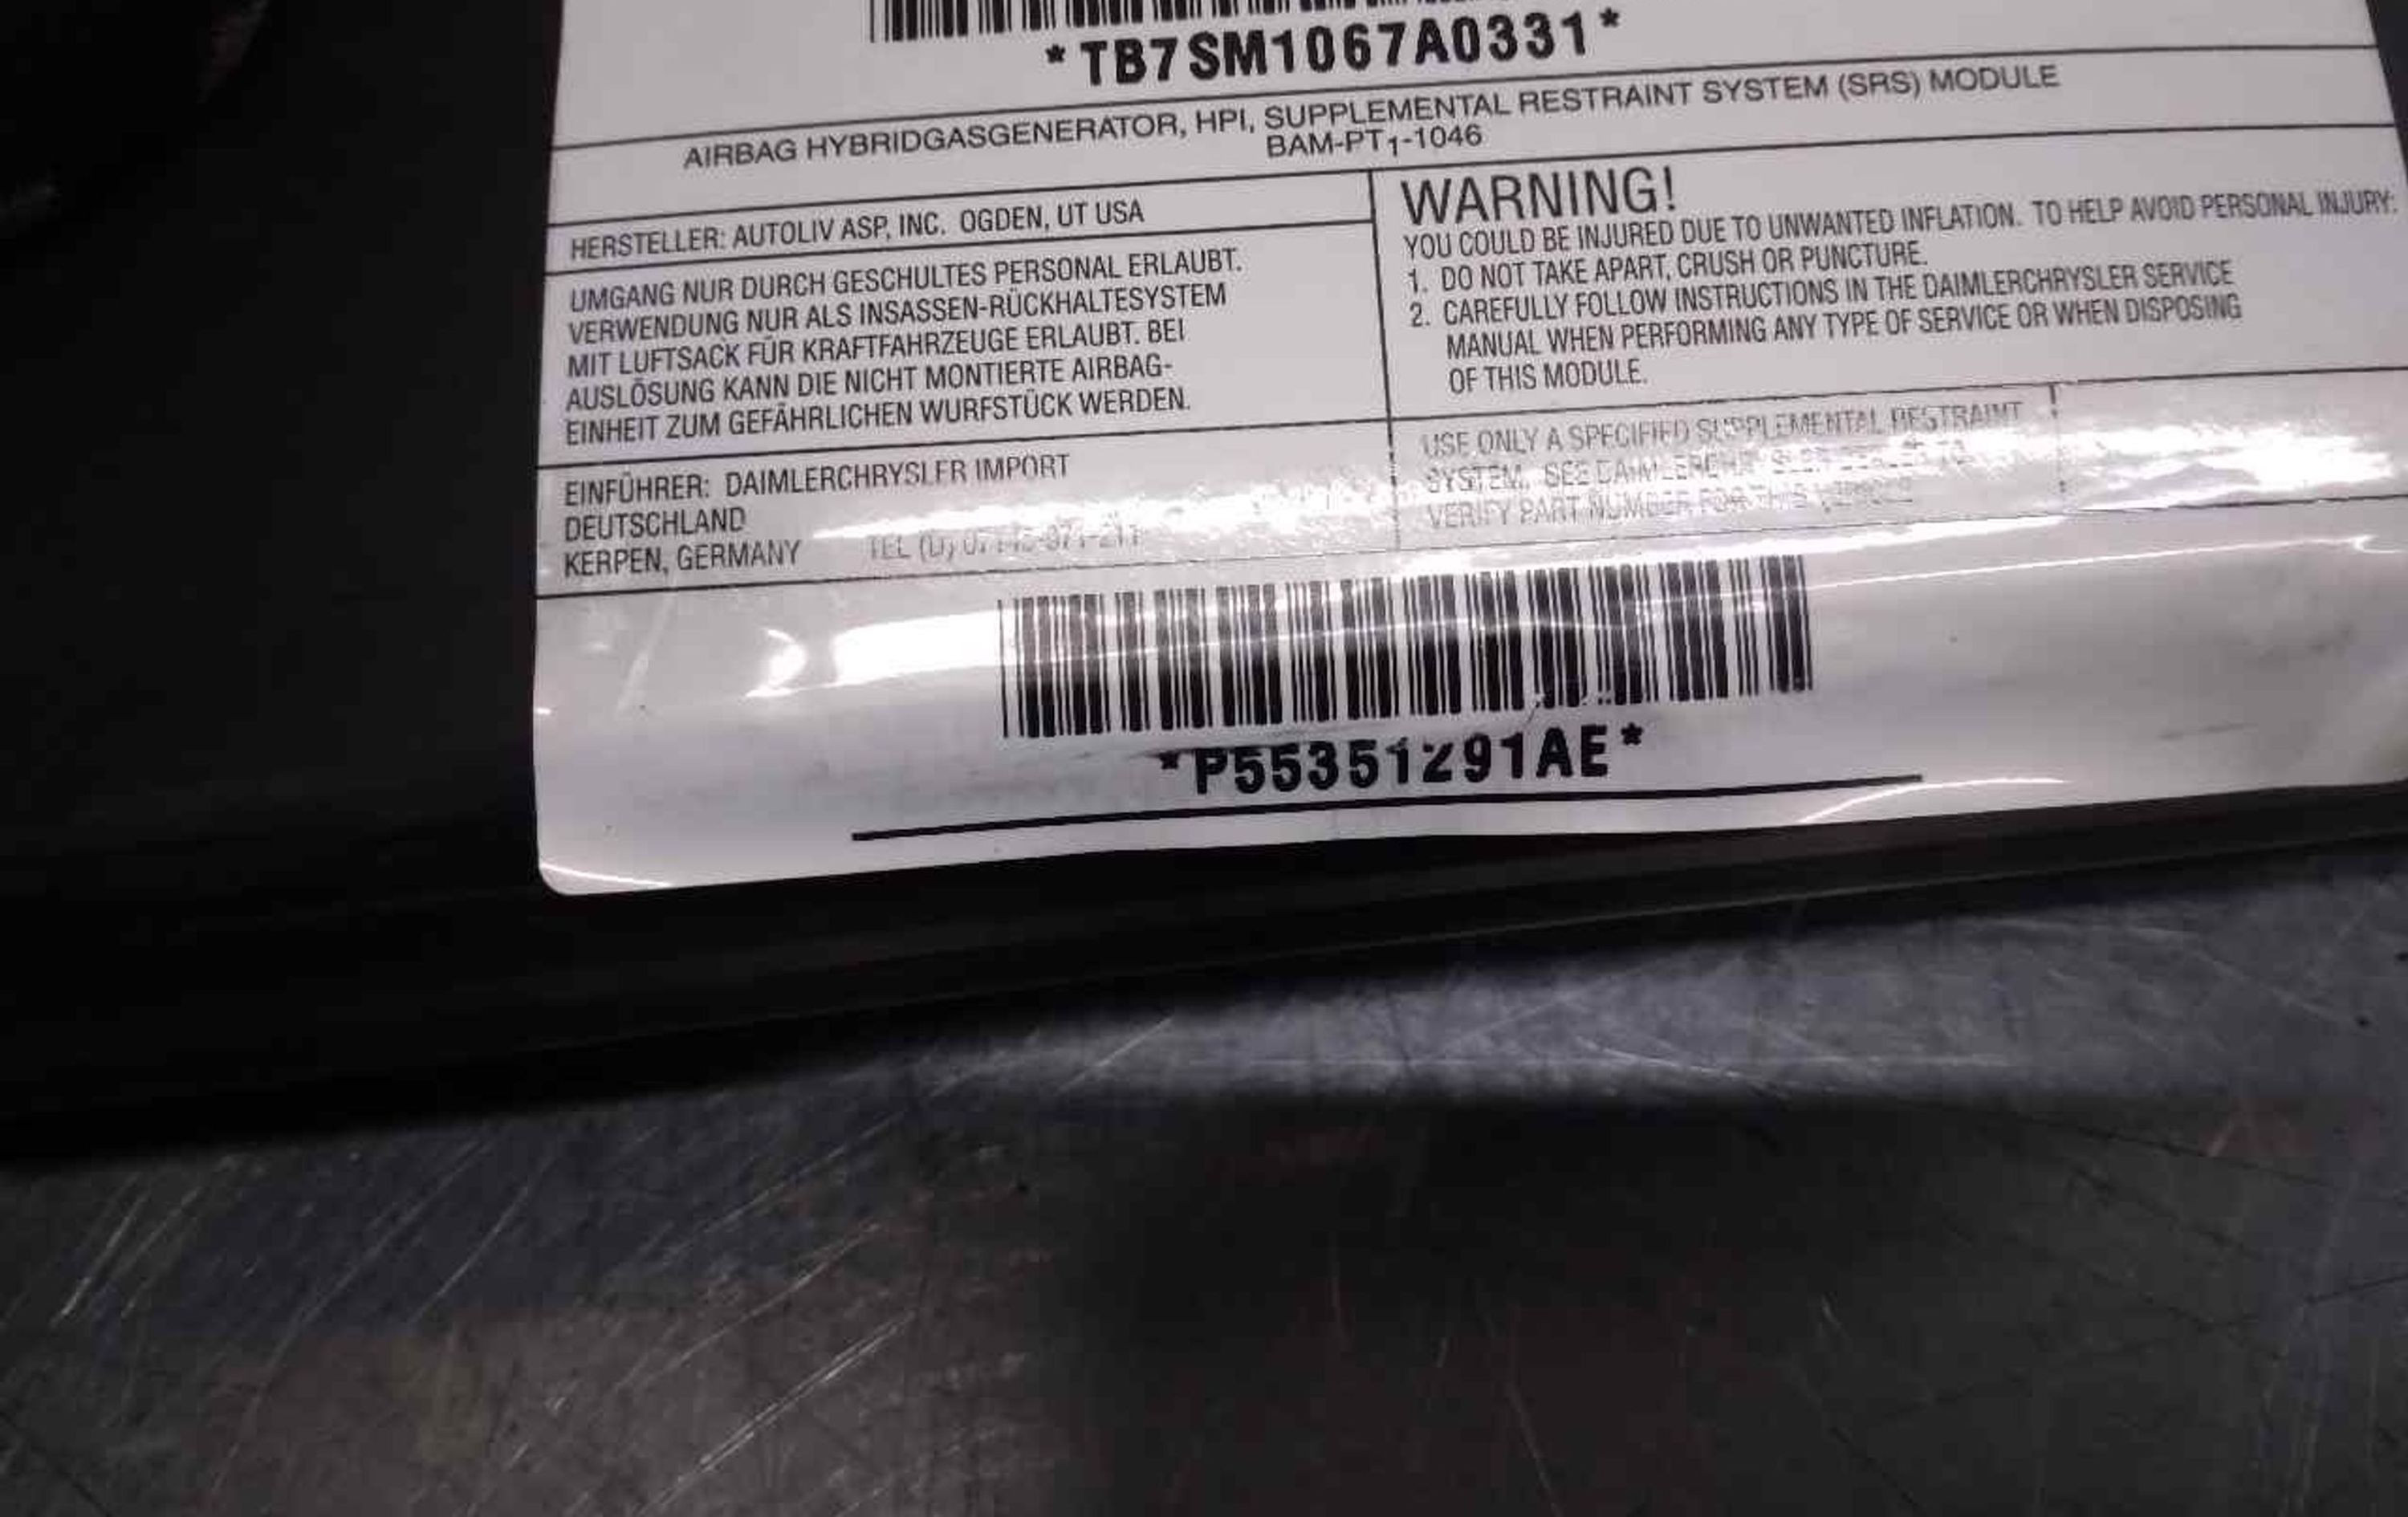 *TB7SM1067A0331*
AIRBAG HYBRIDGASGENERATOR, HPI, SUPPLEMENTAL RESTRAINT SYSTEM (SRS) MODULE
BAM-PT1-1046
HERSTELLER: AUTOLIV ASP, INC. OGDEN, UT USA
UMGANG NUR DURCH GESCHULTES PERSONAL ERLAUBT.
VERWENDUNG NUR ALS INSASSEN-RÜCKHALTESYSTEM
MIT LUFTSACK FÜR KRAFTFAHRZEUGE ERLAUBT. BEI
AUSLÖSUNG KANN DIE NICHT MONTIERTE AIRBAG-
EINHEIT ZUM GEFÄHRLICHEN WURFSTÜCK WERDEN.
EINFÜHRER: DAIMLERCHRYSLER IMPORT
DEUTSCHLAND
KERPEN, GERMANY TEL
WARNING!
YOU COULD BE INJURED DUE TO UNWANTED INFLATION. TO HELP AVOID PERSONAL INJURY:
1. DO NOT TAKE APART, CRUSH OR PUNCTURE.
2. CAREFULLY FOLLOW INSTRUCTIONS IN THE DAIMLERCHRYSLER SERVICE
MANUAL WHEN PERFORMING ANY TYPE OF SERVICE OR WHEN DISPOSING
OF THIS MODULE.
USE ONLY A SPECIFIED SUPPLEMENTAL RESTRAINT
SYSTEM, SEE DAIMLERCHRYSLER
VERIFY PART NUMBER FOR THIS
*P55351291AE*